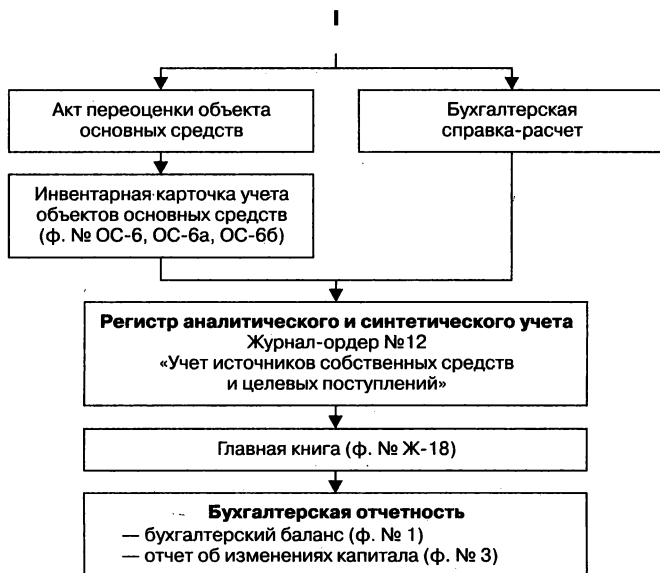 I
Акт переоценки объекта
основных средств
Бухгалтерская
справка-расчет
Инвентарная карточка учета
объектов основных средств
(ф. № ОС-6, ОС-6а, ОС-6б)
Регистр аналитического и синтетического учета
Журнал-ордер №12
«Учет источников собственных средств
и целевых поступлений»
Главная книга (ф. № Ж-18)
Бухгалтерская отчетность
— бухгалтерский баланс (ф. № 1)
— отчет об изменениях капитала (ф. № 3)